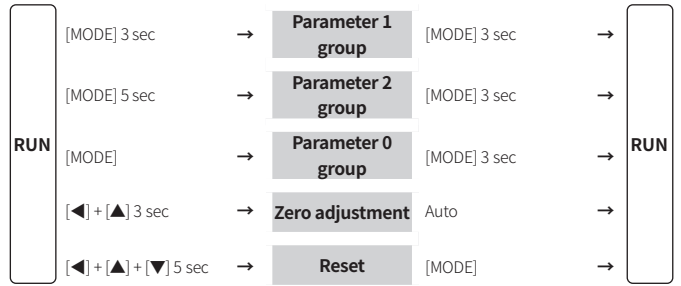 Parameter 1
[MODE] 3 sec → group [MODE] 3 sec →
Parameter 2
[MODE] 5 sec → group [MODE] 3 sec →
RUN
Parameter 0
[MODE] → group [MODE] 3 sec →
RUN
[◀] + [▲] 3 sec → Zero adjustment Auto →
[◀] + [▲] + [▼] 5 sec → Reset [MODE] →